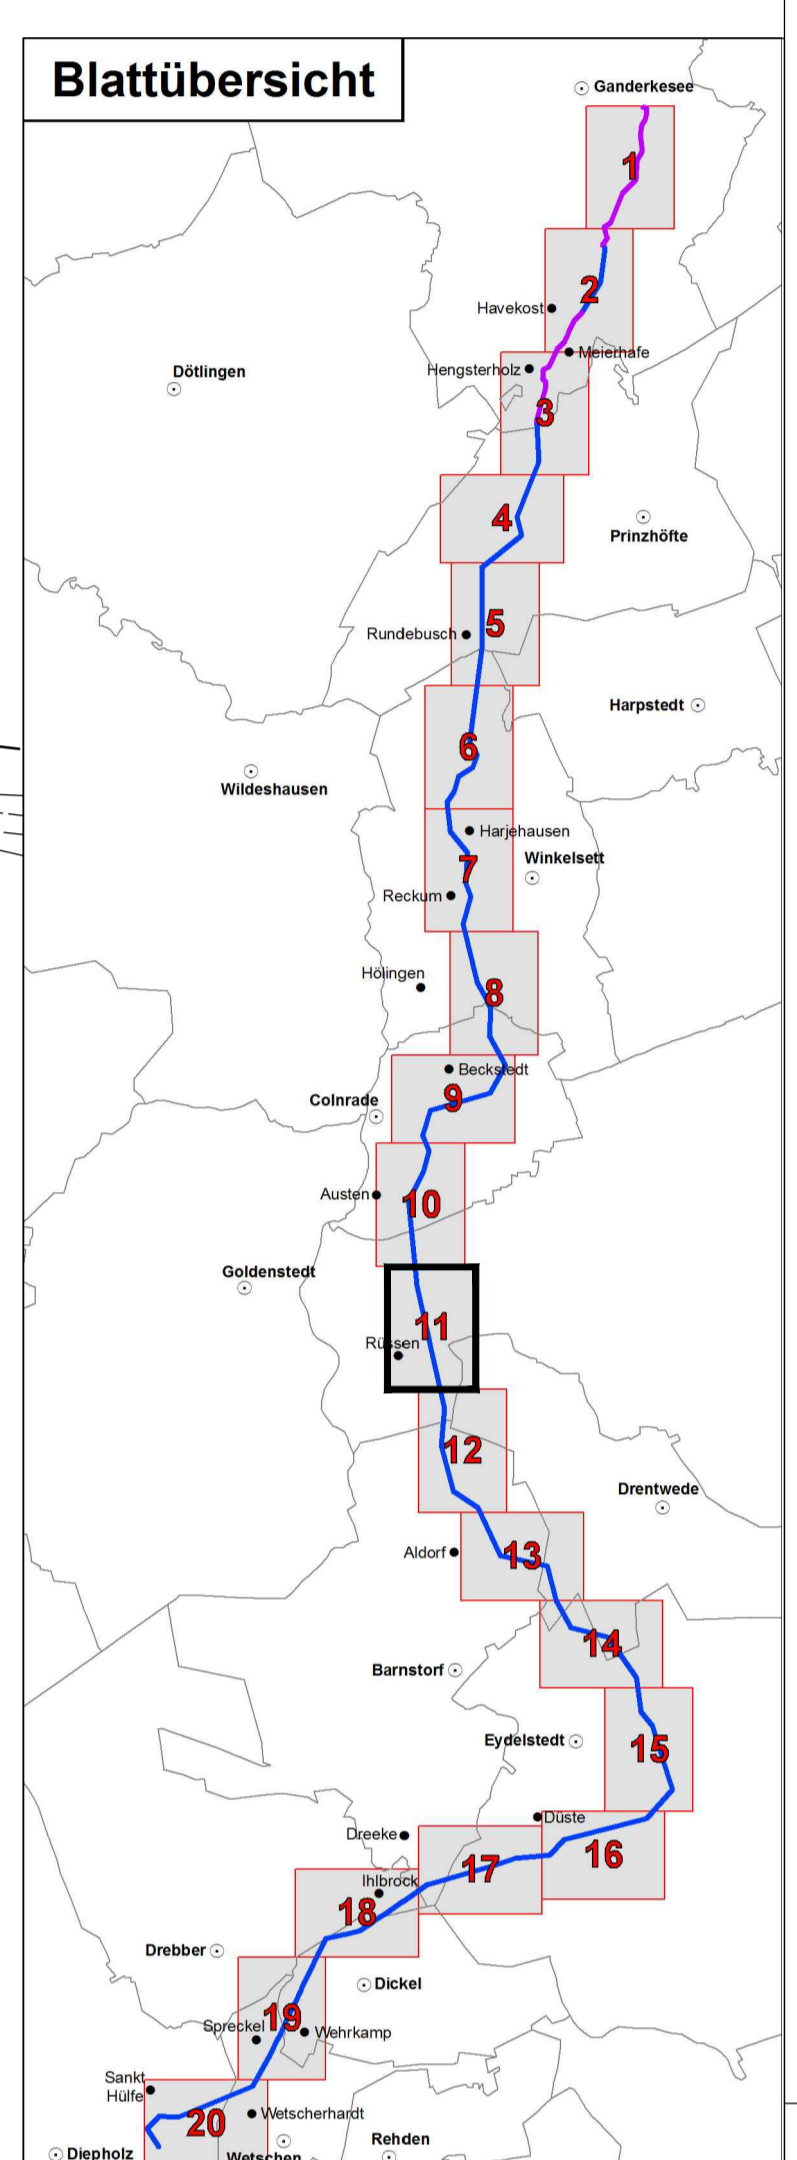 Blattübersicht
Ganderkesee
1
2
Havekost
Meierhafe
Hengsterholz
Dötlingen
3
4
Prinzhöfte
5
Rundebusch
Harpstedt
6
Wildeshausen
Harjehausen
Winkelsett
7
Reckum
Hölingen
8
Beckstedt
9
Colnrade
Austen
10
Goldenstedt
11
Rüssen
12
Drentwede
Aldorf
13
14
Barnstorf
Eydelstedt
15
Düste
Dreeke
16
17
Ihlbrock
18
Drebber
Dickel
19
Spreckel
Wehrkamp
Sankt
Hülfe
20
Wetscherhardt
Rehden
Diepholz
Wetschen